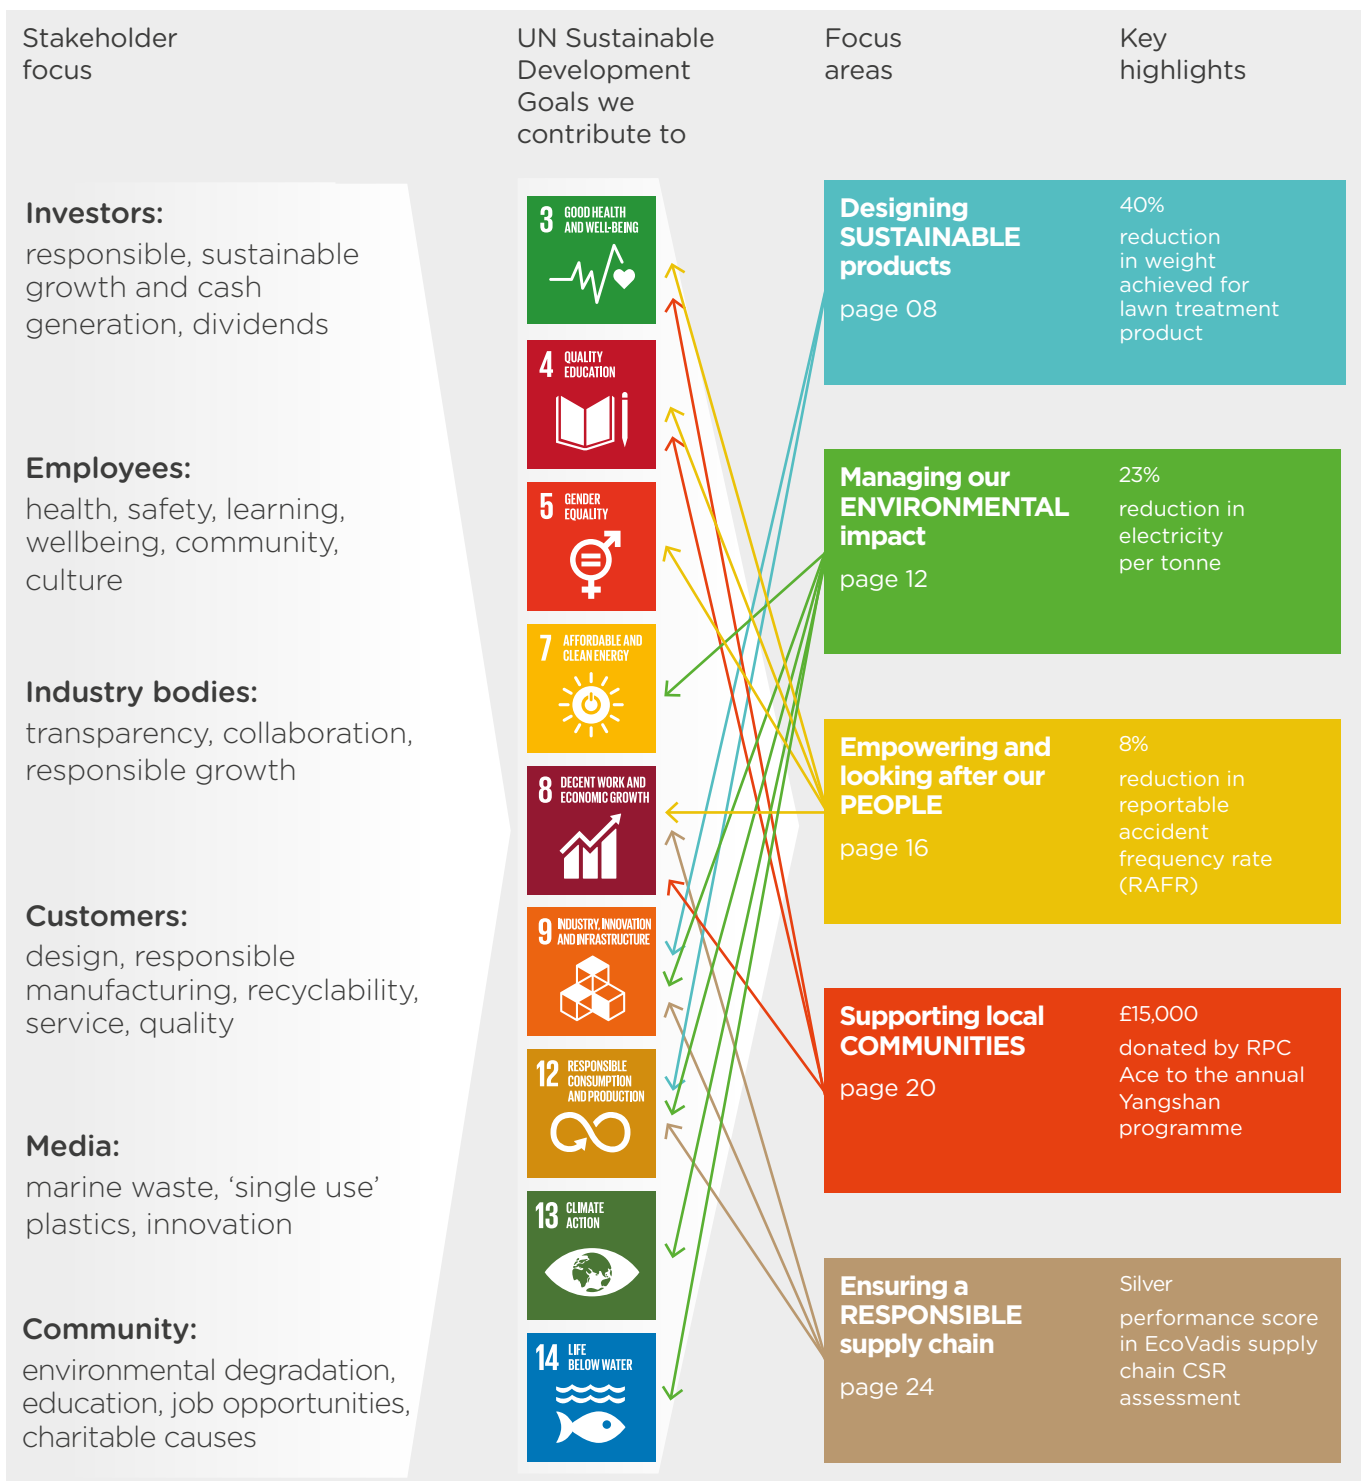 Stakeholder
focus
UN Sustainable
Development
Goals we
contribute to
Focus
areas
Key
highlights
Investors:
responsible, sustainable
growth and cash
generation, dividends
Employees:
health, safety, learning,
wellbeing, community,
culture
Industry bodies:
transparency, collaboration,
responsible growth
Customers:
design, responsible
manufacturing, recyclability,
service, quality
Media:
marine waste, ‘single use’
plastics, innovation
Community:
environmental degradation,
education, job opportunities,
charitable causes
3 GOOD HEALTH
AND WELL-BEING
4 QUALITY
EDUCATION
5 GENDER
EQUALITY
7 AFFORDABLE AND
CLEAN ENERGY
8 DECENT WORK AND
ECONOMIC GROWTH
9 INDUSTRY, INNOVATION
AND INFRASTRUCTURE
12 RESPONSIBLE
CONSUMPTION
AND PRODUCTION
13 CLIMATE
ACTION
14 LIFE
BELOW WATER
Designing
SUSTAINABLE
products
page 08
40%
reduction
in weight
achieved for
lawn treatment
product
Managing our
ENVIRONMENTAL
impact
page 12
23%
reduction in
electricity
per tonne
Empowering and
looking after our
PEOPLE
page 16
8%
reduction in
reportable
accident
frequency rate
(RAFR)
Supporting local
COMMUNITIES
page 20
£15,000
donated by RPC
Ace to the annual
Yangshan
programme
Ensuring a
RESPONSIBLE
supply chain
page 24
Silver
performance score
in EcoVadis supply
chain CSR
assessment